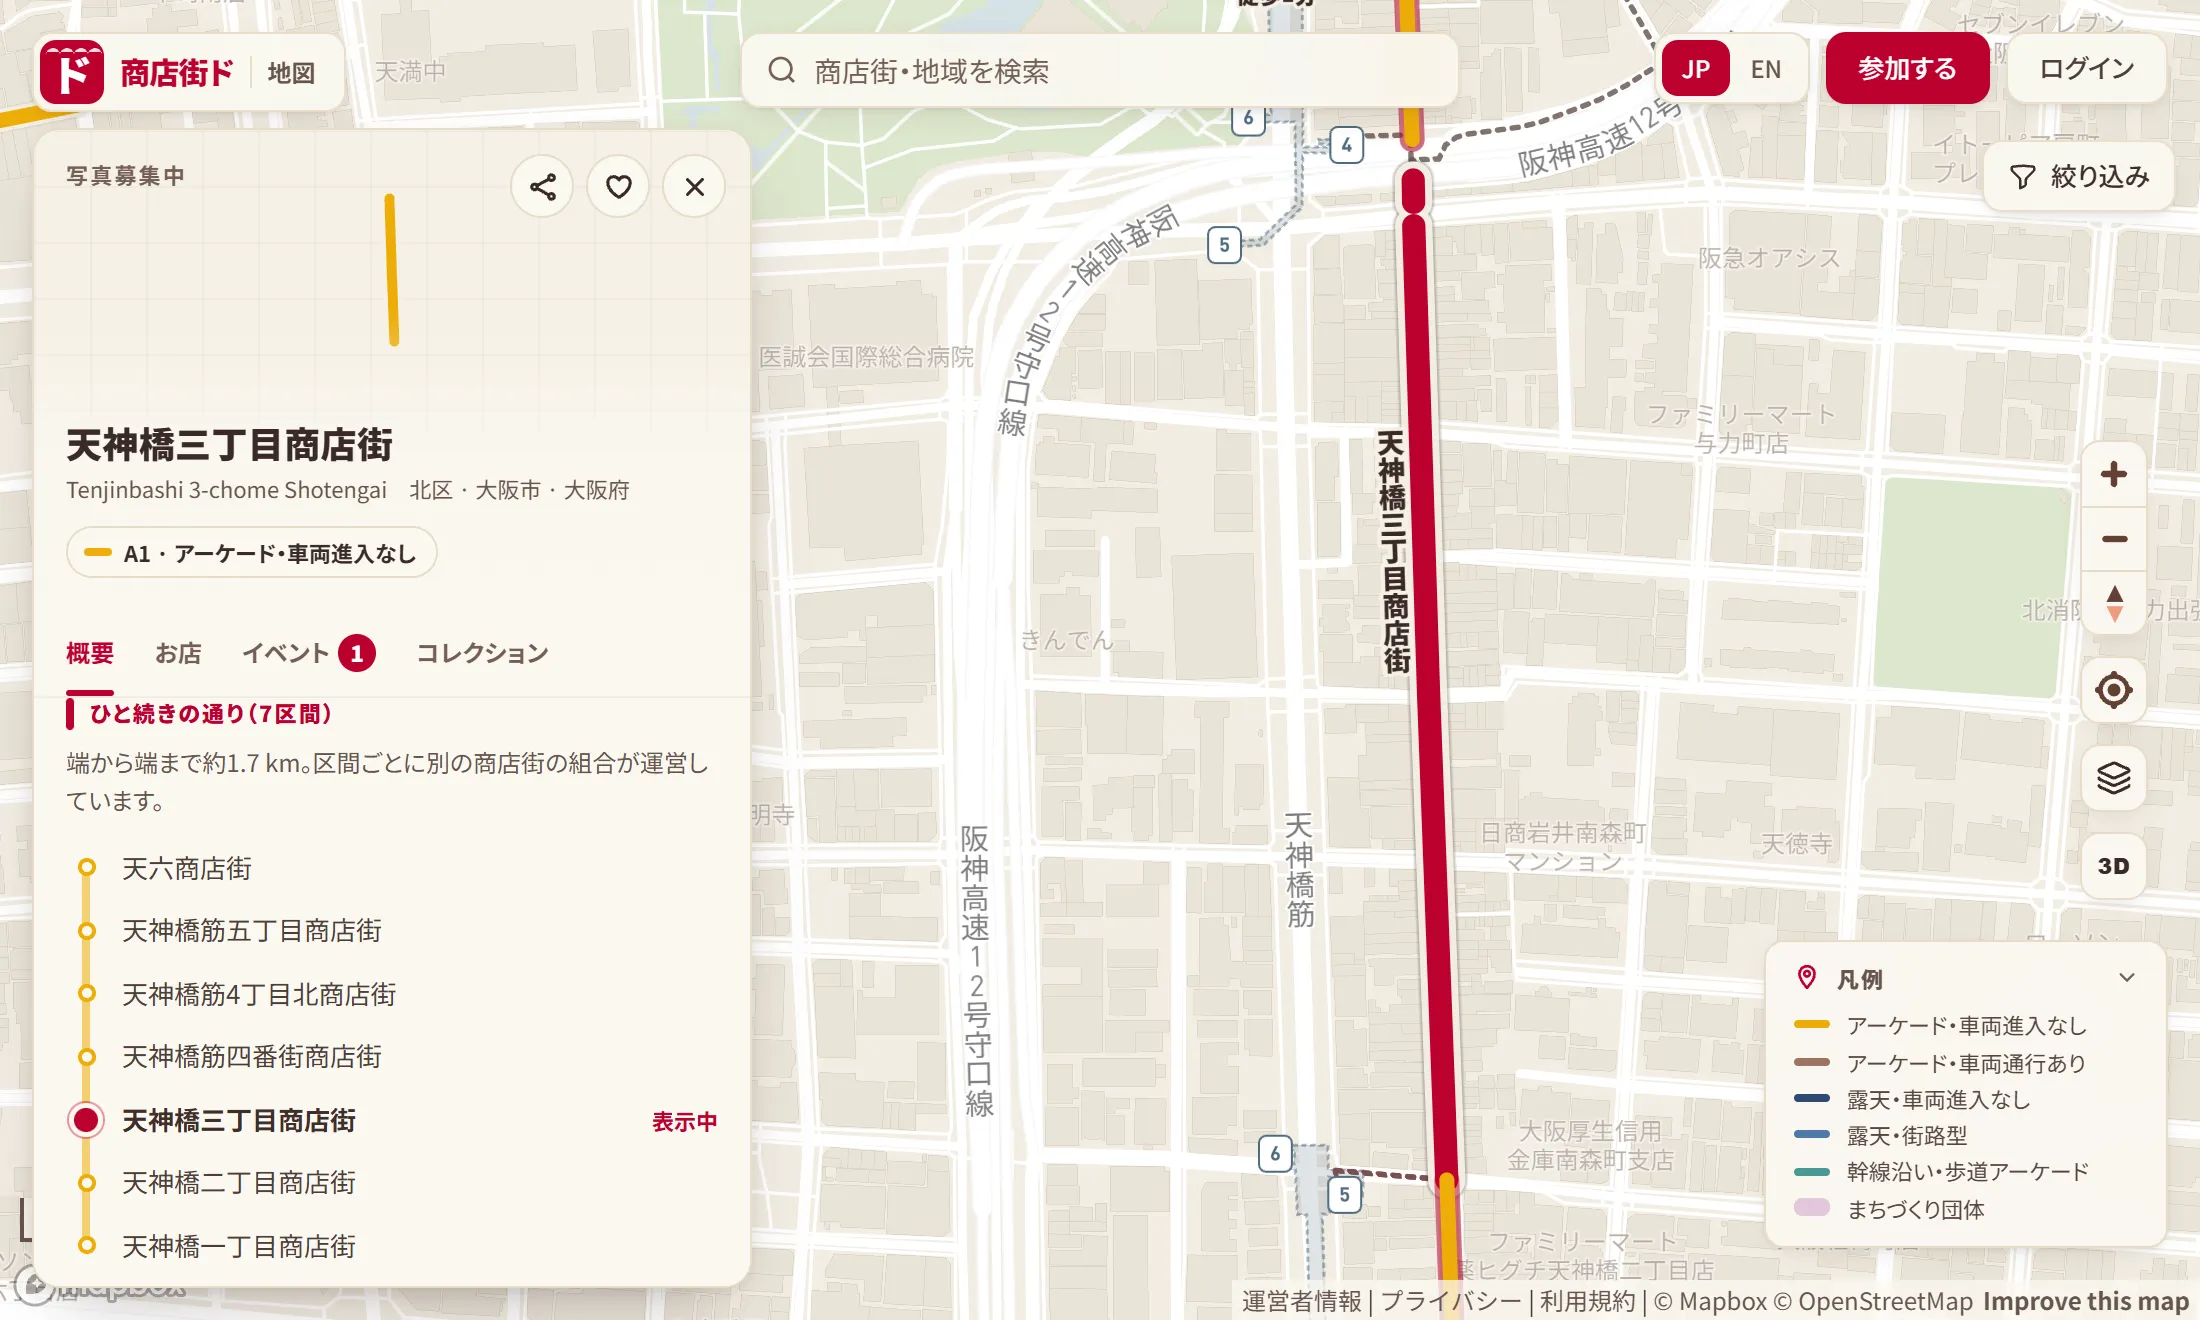 商店街ド
地図
天満中
商店街・地域を検索
JP
EN
参加する
ログイン
絞り込み
写真募集中
天神橋三丁目商店街
Tenjinbashi 3-chome Shotengai 北区・大阪市・大阪府
A1・アーケード・車両進入なし
概要
お店
イベント 1
コレクション
ひと続きの通り(7区間)
端から端まで約1.7 km。区間ごとに別の商店街の組合が運営し
ています。
天六商店街
天神橋筋五丁目商店街
天神橋筋4丁目北商店街
天神橋筋四番街商店街
天神橋三丁目商店街 表示中
天神橋二丁目商店街
天神橋一丁目商店街
セブンイレブン
6
4
5
阪神高速12号
阪神高速12号守口線
阪急オアシス
医誠会国際総合病院
ファミリーマート
与力町店
天神橋三丁目商店街
きんでん
明寺
阪神高速12号守口線
天神橋筋
日商岩井南森町
マンション
天徳寺
3D
6
5
大阪厚生信用
金庫南森町支店
ファミリーマート
ヒグチ天神橋二丁目店
凡例
アーケード・車両進入なし
アーケード・車両通行あり
露天・車両進入なし
露天・街路型
幹線沿い・歩道アーケード
まちづくり団体
mapbox
運営者情報 | プライバシー | 利用規約 | © Mapbox © OpenStreetMap Improve this map